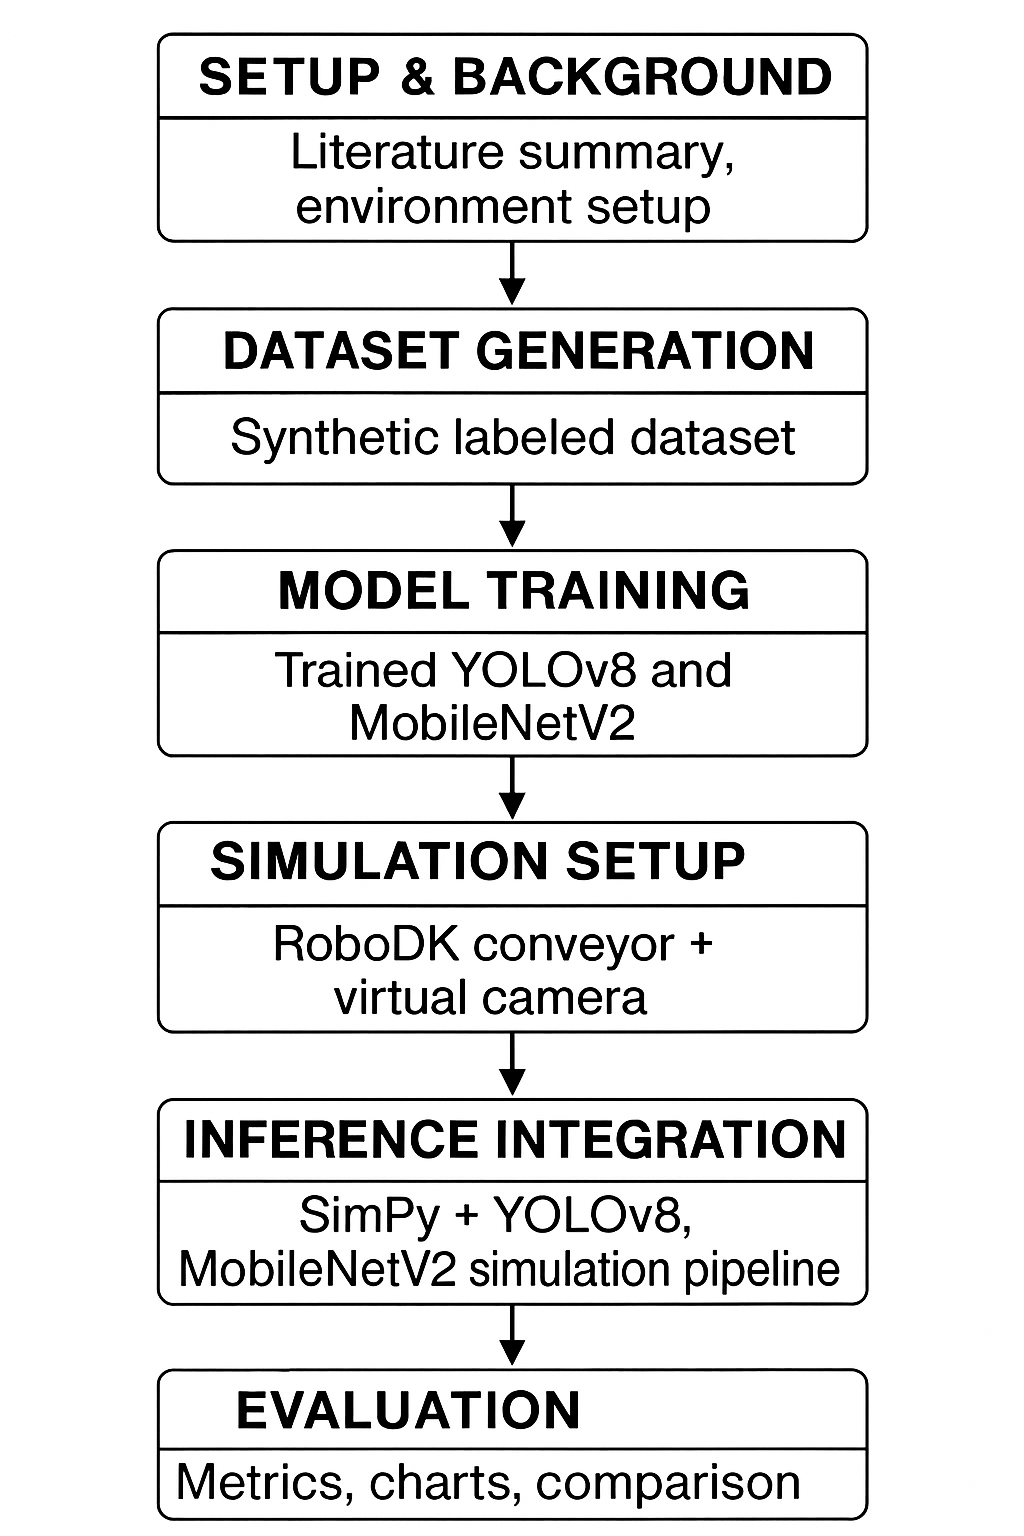 SETUP & BACKGROUND
Literature summary,
environment setup
DATASET GENERATION
Synthetic labeled dataset
MODEL TRAINING
Trained YOLOv8 and
MobileNetV2
SIMULATION SETUP
RoboDK conveyor +
virtual camera
INFERENCE INTEGRATION
SimPy + YOLOv8,
MobileNetV2 simulation pipeline
EVALUATION
Metrics, charts, comparison